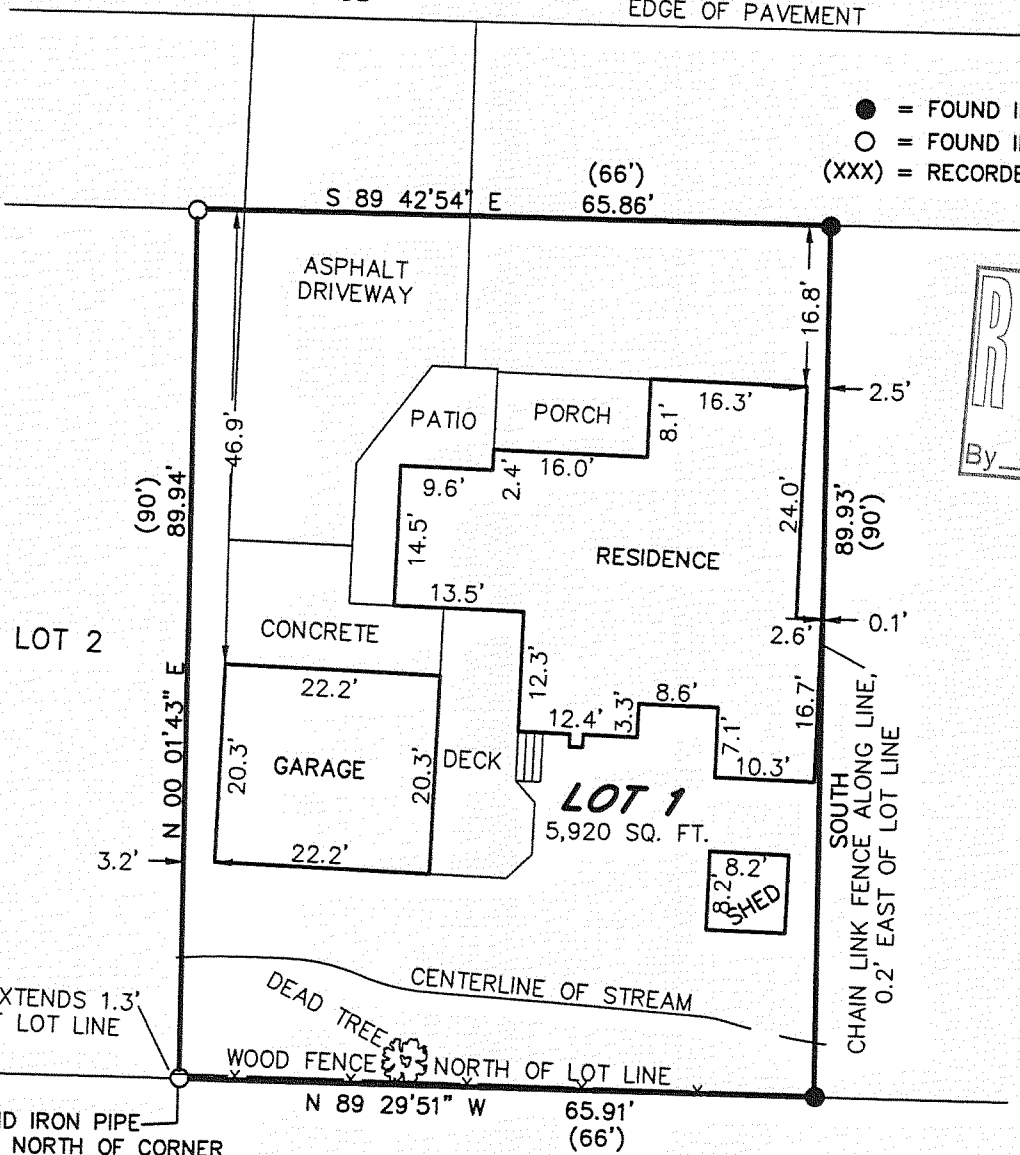 EDGE OF PAVEMENT
= FOUND
= FOUND
(XXX) = RECORDE
(66')
S 89 42'54" E 65.86'
ASPHALT
DRIVEWAY
16.8'
R
2.5'
16.3'
PATIO
PORCH
8.1'
By
46.9'
16.0'
9.6'
2.4'
(90')
89.94'
24.0'
89.93'
(90')
14.5'
RESIDENCE
13.5'
0.1'
LOT 2
CONCRETE
2.6'
22.2'
12.3'
8.6'
16.7'
12.4'
3.3'
N 00 01'43" E
20.3'
GARAGE
20.3'
DECK
7.1'
10.3'
LOT 1
5,920 SQ. FT.
SOUTH
CHAIN LINK FENCE ALONG LINE,
0.2' EAST OF LOT LINE
3.2'
22.2'
8.2'
8.2'
SHED
CENTERLINE OF STREAM
DEAD TREE
XTENDS 1.3'
LOT LINE
WOOD FENCE NORTH OF LOT LINE
N 89 29'51" W 65.91'
(66')
IRON PIPE
NORTH OF CORNER